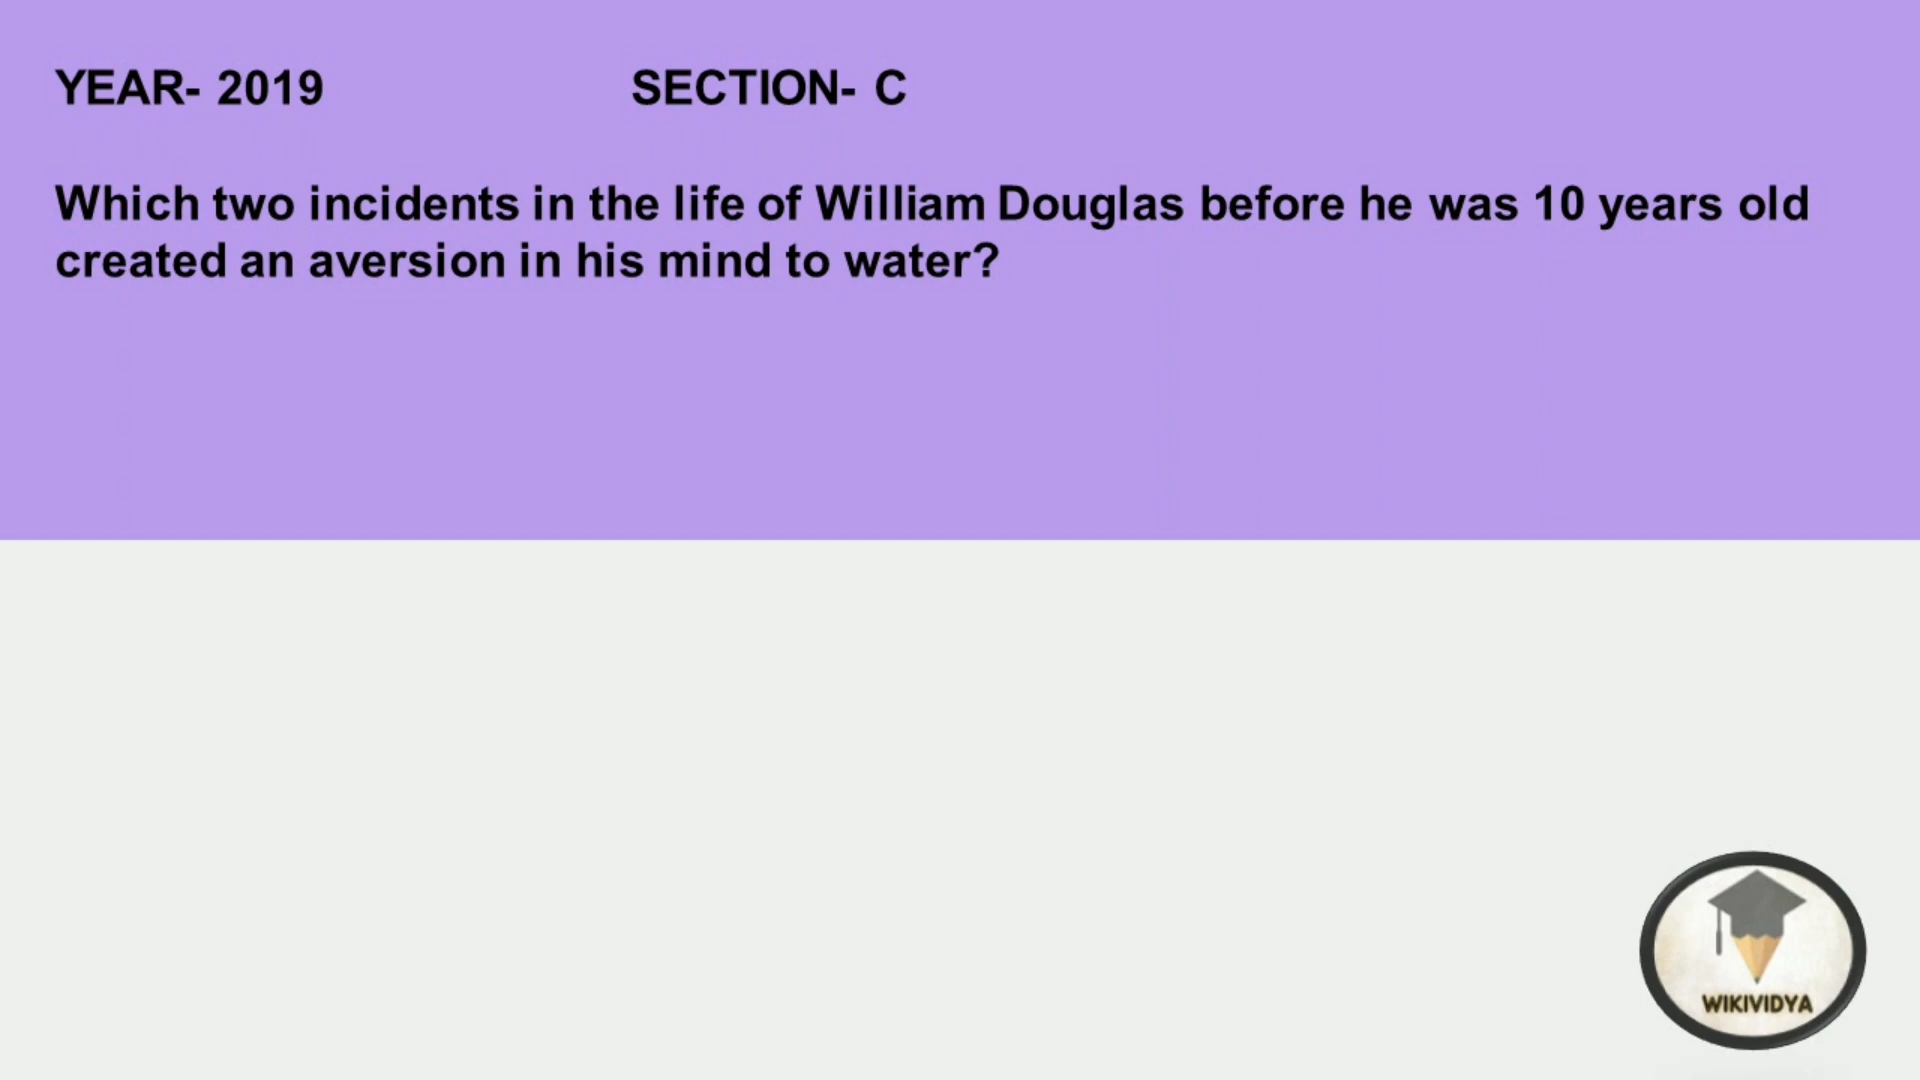 YEAR- 2019 SECTION- C
Which two incidents in the life of William Douglas before he was 10 years old
created an aversion in his mind to water?
WIKIVIDYA